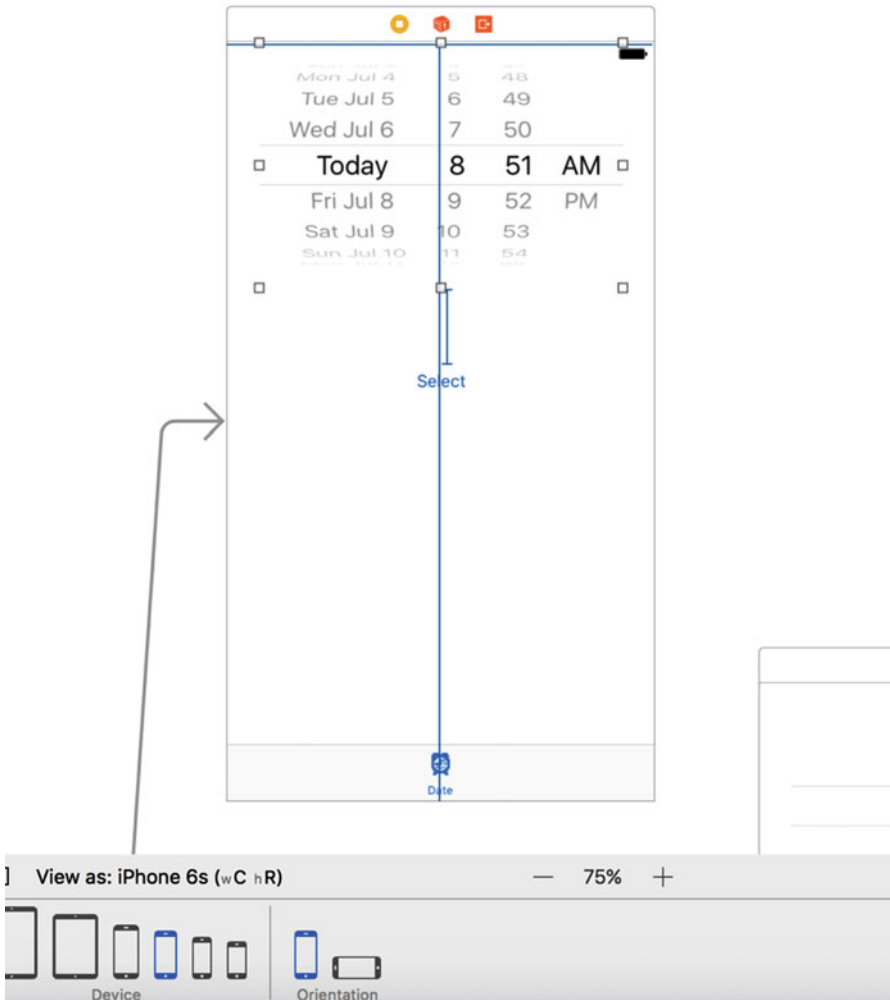 Mon Jul 4 5 48
Tue Jul 5 6 49
Wed Jul 6 7 50
Today 8 51 AM
Fri Jul 8 9 52 PM
Sat Jul 9 10 53
Sun Jul 10 11 54
Select
Date
View as: iPhone 6s (wC hR) — 75% +
Device Orientation